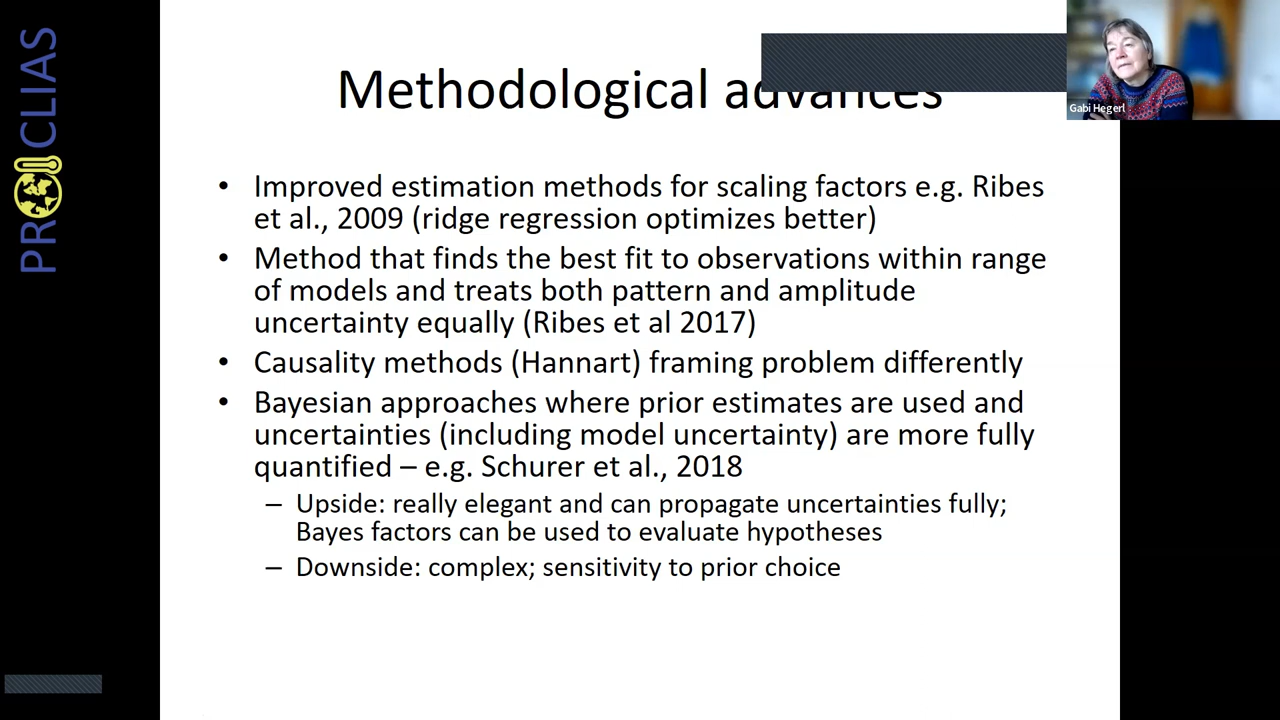 PROCLIAS
Methodological advances
Gabi Hegerl
• Improved estimation methods for scaling factors e.g. Ribes
et al., 2009 (ridge regression optimizes better)
• Method that finds the best fit to observations within range
of models and treats both pattern and amplitude
uncertainty equally (Ribes et al 2017)
• Causality methods (Hannart) framing problem differently
• Bayesian approaches where prior estimates are used and
uncertainties (including model uncertainty) are more fully
quantified – e.g. Schurer et al., 2018
– Upside: really elegant and can propagate uncertainties fully;
Bayes factors can be used to evaluate hypotheses
– Downside: complex; sensitivity to prior choice